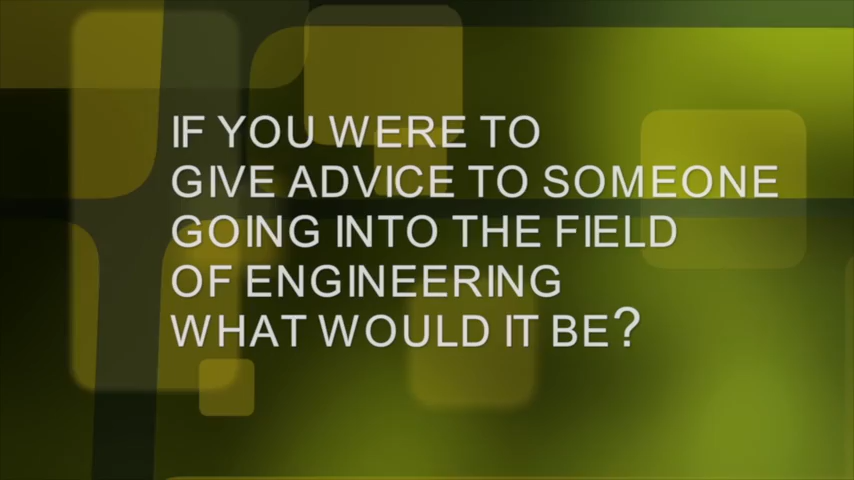 IF YOU WERE TO
GIVE ADVICE TO SOMEONE
GOING INTO THE FIELD
OF ENGINEERING
WHAT WOULD IT BE?